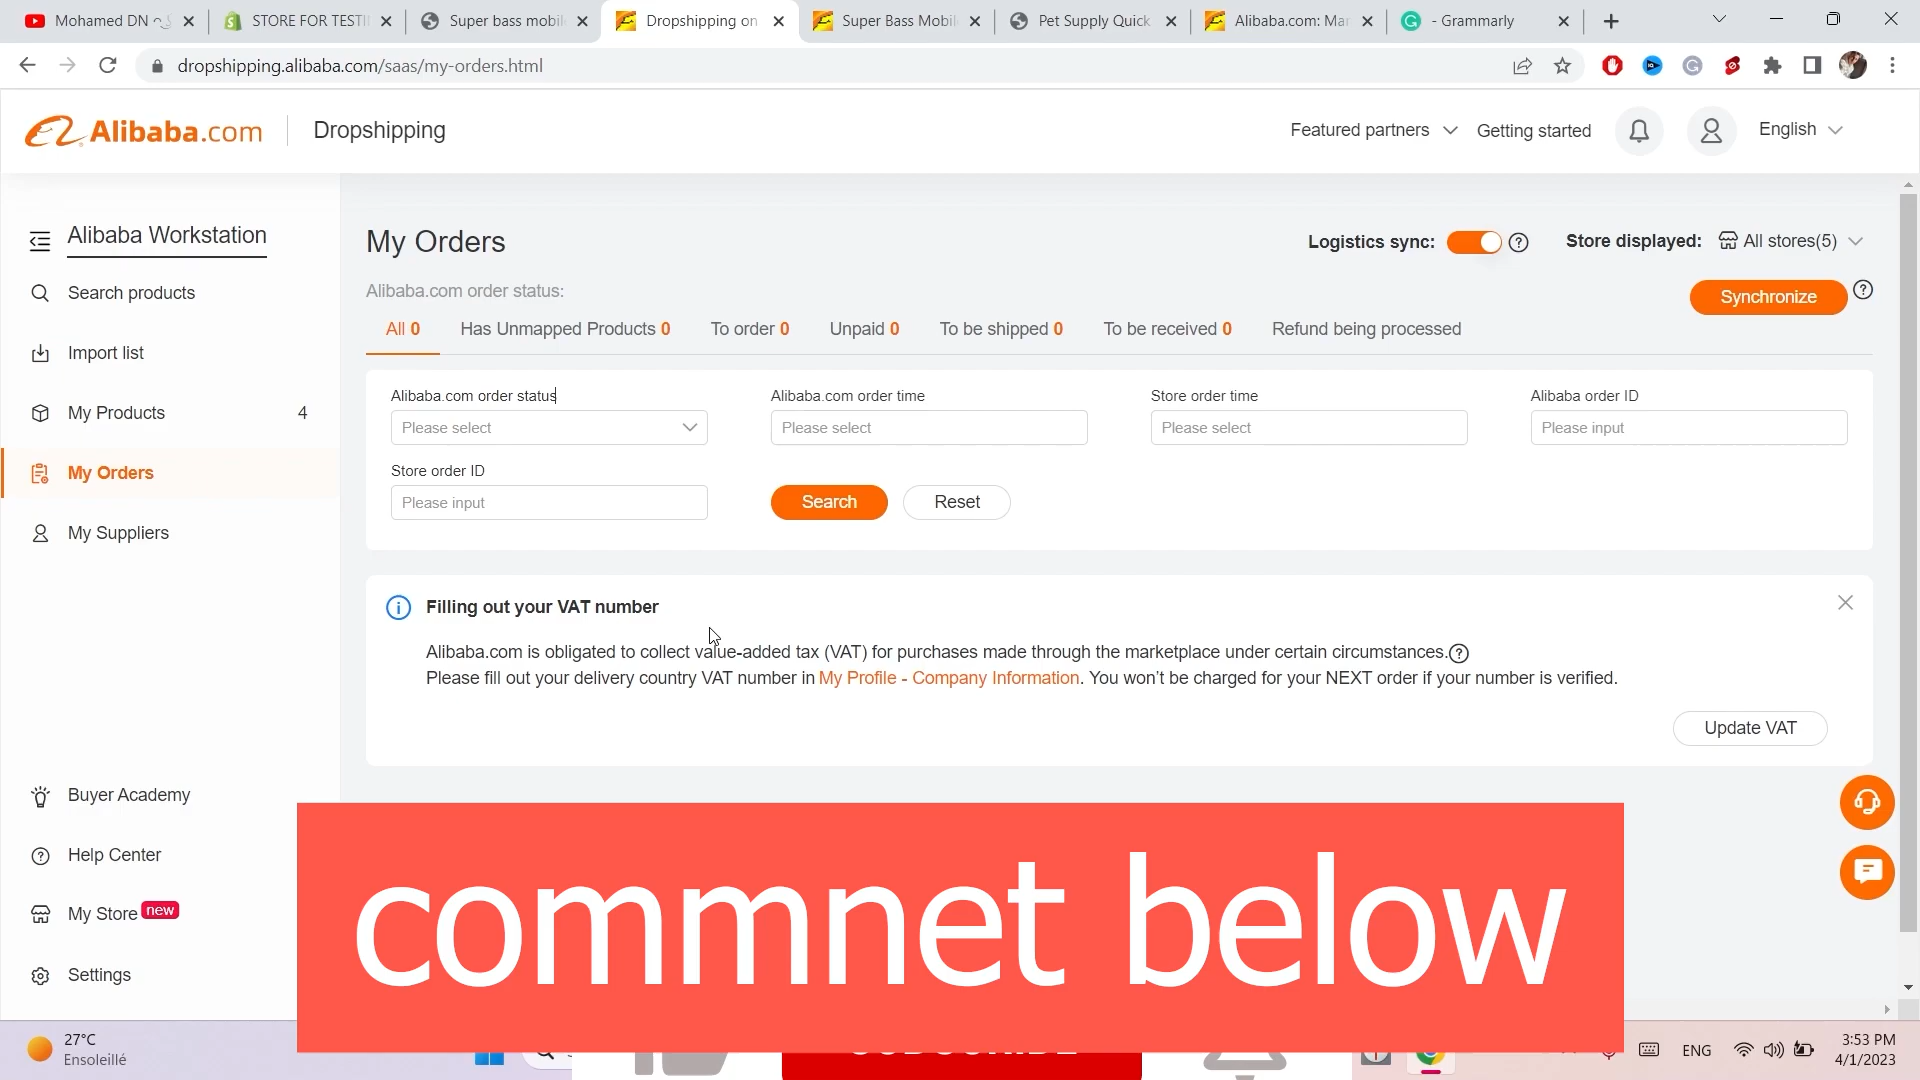 Mohamed DN
STORE FOR TESTI
Super bass mobil
Dropshipping on
Super Bass Mobil
Pet Supply Quick
Alibaba.com: Mar
- Grammarly
dropshipping.alibaba.com/saas/my-orders.html
Alibaba.com
Dropshipping
Featured partners
Getting started
English
Alibaba Workstation
Search products
Import list
My Products 4
My Orders
My Suppliers
Buyer Academy
Help Center
My Store new
Settings
My Orders
Logistics sync:
Store displayed: All stores(5)
Alibaba.com order status:
Synchronize
All 0
Has Unmapped Products 0
To order 0
Unpaid 0
To be shipped 0
To be received 0
Refund being processed
Alibaba.com order status
Alibaba.com order time
Store order time
Alibaba order ID
Please select
Please select
Please select
Please input
Store order ID
Please input
Search
Reset
Filling out your VAT number
Alibaba.com is obligated to collect value-added tax (VAT) for purchases made through the marketplace under certain circumstances.
Please fill out your delivery country VAT number in My Profile - Company Information. You won't be charged for your NEXT order if your number is verified.
Update VAT
commnet below
27°C
Ensoleillé
ENG
3:53 PM
4/1/2023